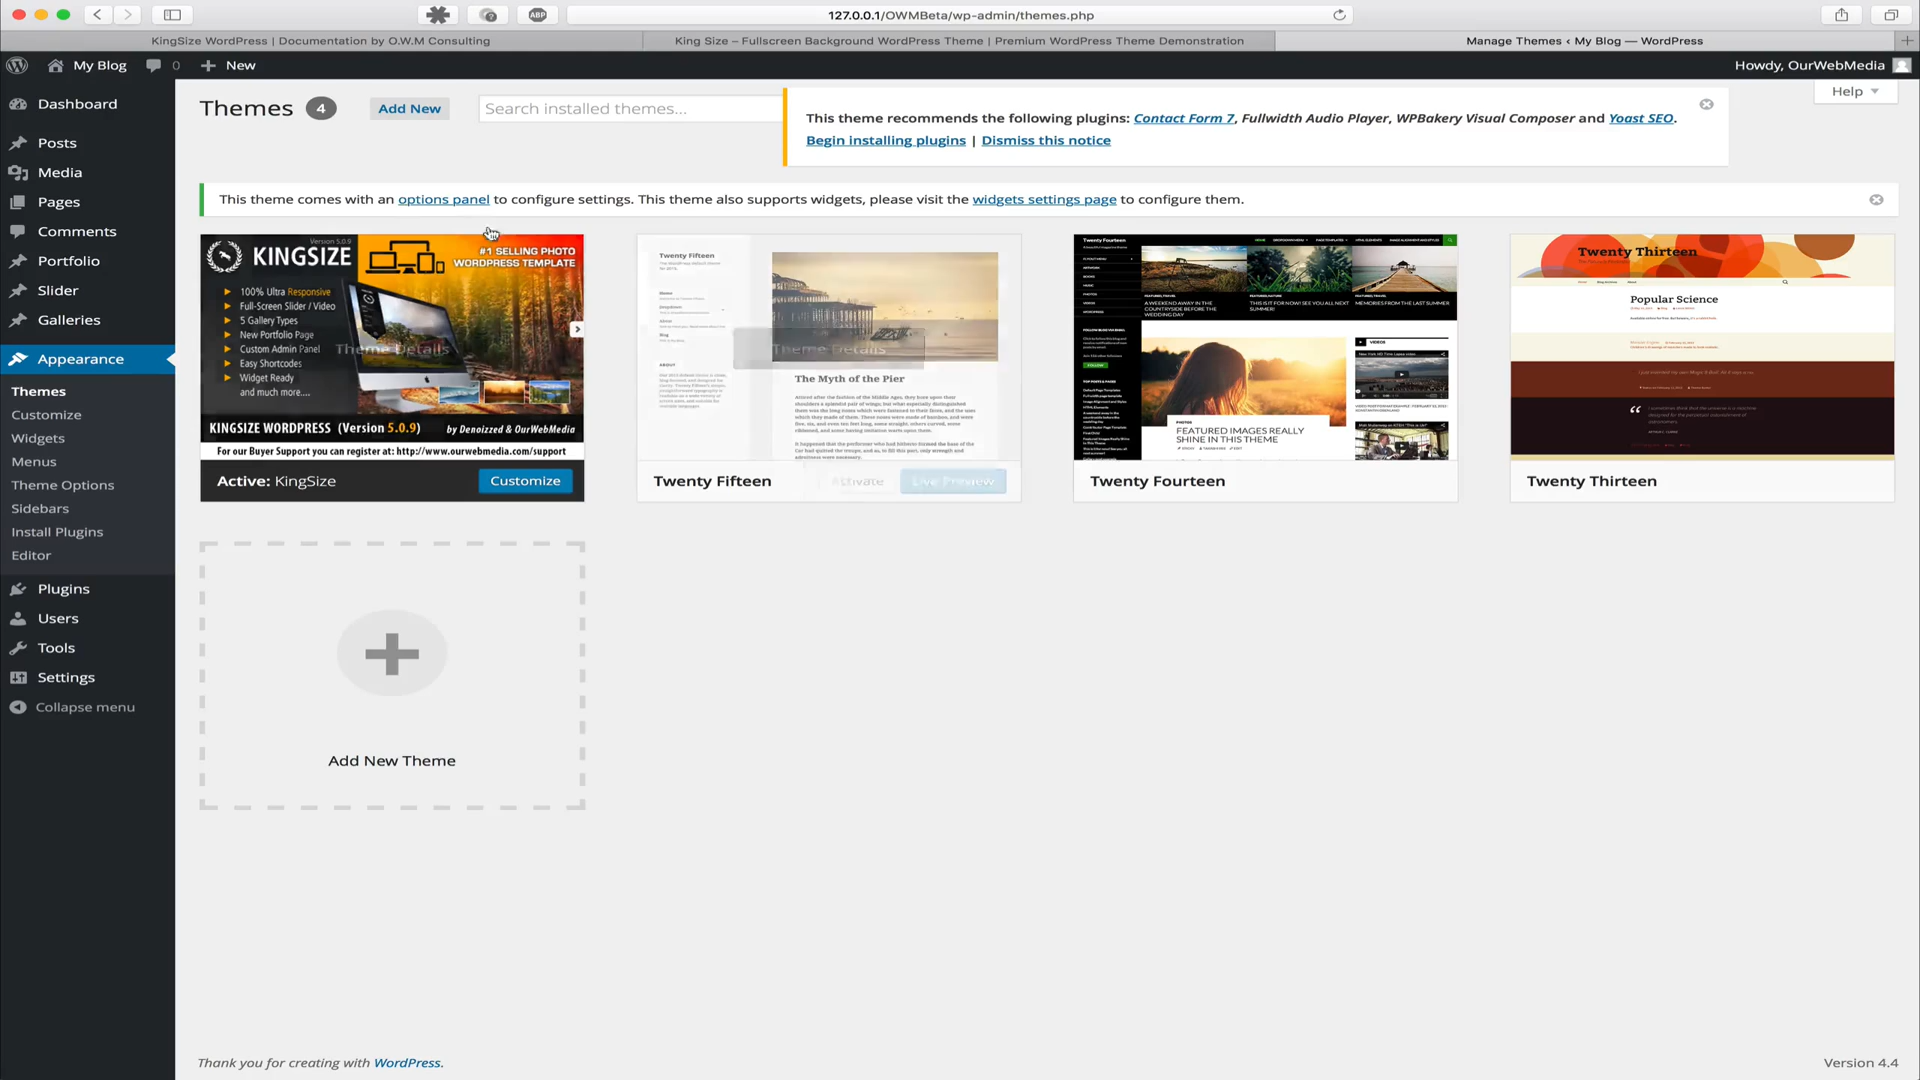 127.0.0.1/OWMBeta/wp-admin/themes.php
ABP
KingSize WordPress | Documentation by O.W.M Consulting
King Size – Fullscreen Background WordPress Theme | Premium WordPress Theme Demonstration
Manage Themes ‹ My Blog — WordPress
My Blog
0
New
Howdy, OurWebMedia
Dashboard
Posts
Media
Pages
Comments
Portfolio
Slider
Galleries
Appearance
Themes
Customize
Widgets
Menus
Theme Options
Sidebars
Install Plugins
Editor
Plugins
Users
Tools
Settings
Collapse menu
Themes 4 Add New
Search installed themes...
Help
This theme recommends the following plugins: Contact Form 7, Fullwidth Audio Player, WPBakery Visual Composer and Yoast SEO.
Begin installing plugins | Dismiss this notice
This theme comes with an options panel to configure settings. This theme also supports widgets, please visit the widgets settings page to configure them.
Version 5.0.9
KINGSIZE
#1 SELLING PHOTO
WORDPRESS TEMPLATE
100% Ultra Responsive
Full-Screen Slider / Video
5 Gallery Types
New Portfolio Page
Custom Admin Panel
Easy Shortcodes
Widget Ready
and much more....
Theme Details
KINGSIZE WORDPRESS (Version 5.0.9) by Denoizzed & OurWebMedia
For our Buyer Support you can register at: http://www.ourwebmedia.com/support
Active: KingSize
Customize
Twenty Fifteen
Theme Details
ABOUT
The Myth of the Pier
Twenty Fifteen
Activate
Live Preview
Twenty Fourteen
FEATURED IMAGES REALLY
SHINE IN THIS THEME
VIDEOS
Twenty Fourteen
Twenty Thirteen
Popular Science
Twenty Thirteen
Add New Theme
Thank you for creating with WordPress.
Version 4.4